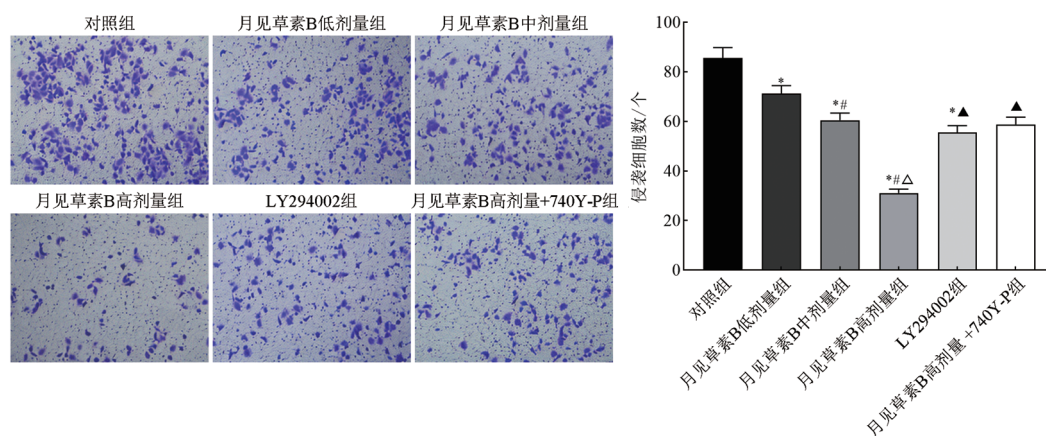 对照组
月见草素B低剂量组
月见草素B中剂量组
月见草素B高剂量组
LY294002组
月见草素B高剂量+740Y-P组
侵袭细胞数/个
80
60
40
20
0
*
*#
*#△
*▲
▲
对照组
月见草素B低剂量组
月见草素B中剂量组
月见草素B高剂量组
LY294002组
月见草素B高剂量 +740Y-P组